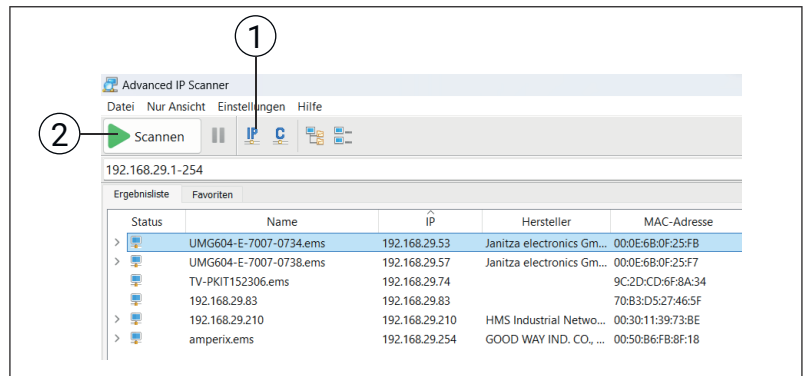 1
2
Advanced IP Scanner
Datei Nur Ansicht Einstellungen Hilfe
Scannen IP C
192.168.29.1-254
Ergebnisliste Favoriten
Status Name IP Hersteller MAC-Adresse
UMG604-E-7007-0734.ems 192.168.29.53 Janitza electronics Gm... 00:0E:6B:0F:25:FB
UMG604-E-7007-0738.ems 192.168.29.57 Janitza electronics Gm... 00:0E:6B:0F:25:F7
TV-PKIT152306.ems 192.168.29.74 9C:2D:CD:6F:8A:34
192.168.29.83 192.168.29.83 70:B3:D5:27:46:5F
192.168.29.210 192.168.29.210 HMS Industrial Netwo... 00:30:11:39:73:BE
amperix.ems 192.168.29.254 GOOD WAY IND. CO., ... 00:50:B6:FB:8F:18